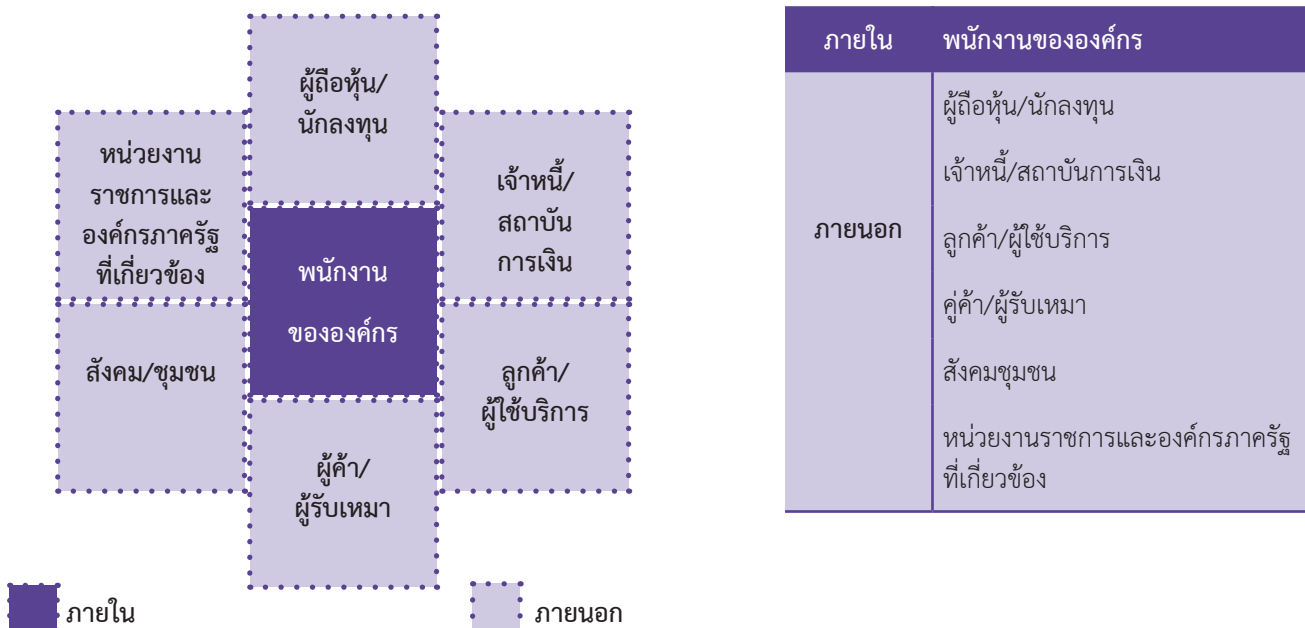 ผู้ถือหุ้น/
นักลงทุน
หน่วยงาน
ราชการและ
องค์กรภาครัฐ
ที่เกี่ยวข้อง
เจ้าหนี้/
สถาบัน
การเงิน
พนักงาน
ขององค์กร
สังคม/ชุมชน
ลูกค้า/
ผู้ใช้บริการ
ผู้ค้า/
ผู้รับเหมา
ภายใน
ภายนอก
ภายใน พนักงานขององค์กร
ภายนอก
ผู้ถือหุ้น/นักลงทุน
เจ้าหนี้/สถาบันการเงิน
ลูกค้า/ผู้ใช้บริการ
คู่ค้า/ผู้รับเหมา
สังคมชุมชน
หน่วยงานราชการและองค์กรภาครัฐ
ที่เกี่ยวข้อง